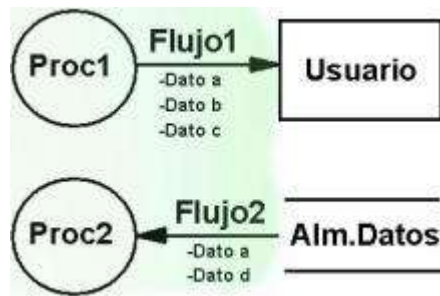 Flujo1
Proc1
Usuario
-Dato a
-Dato b
-Dato c
Flujo2
Proc2
Alm.Datos
-Dato a
-Dato d